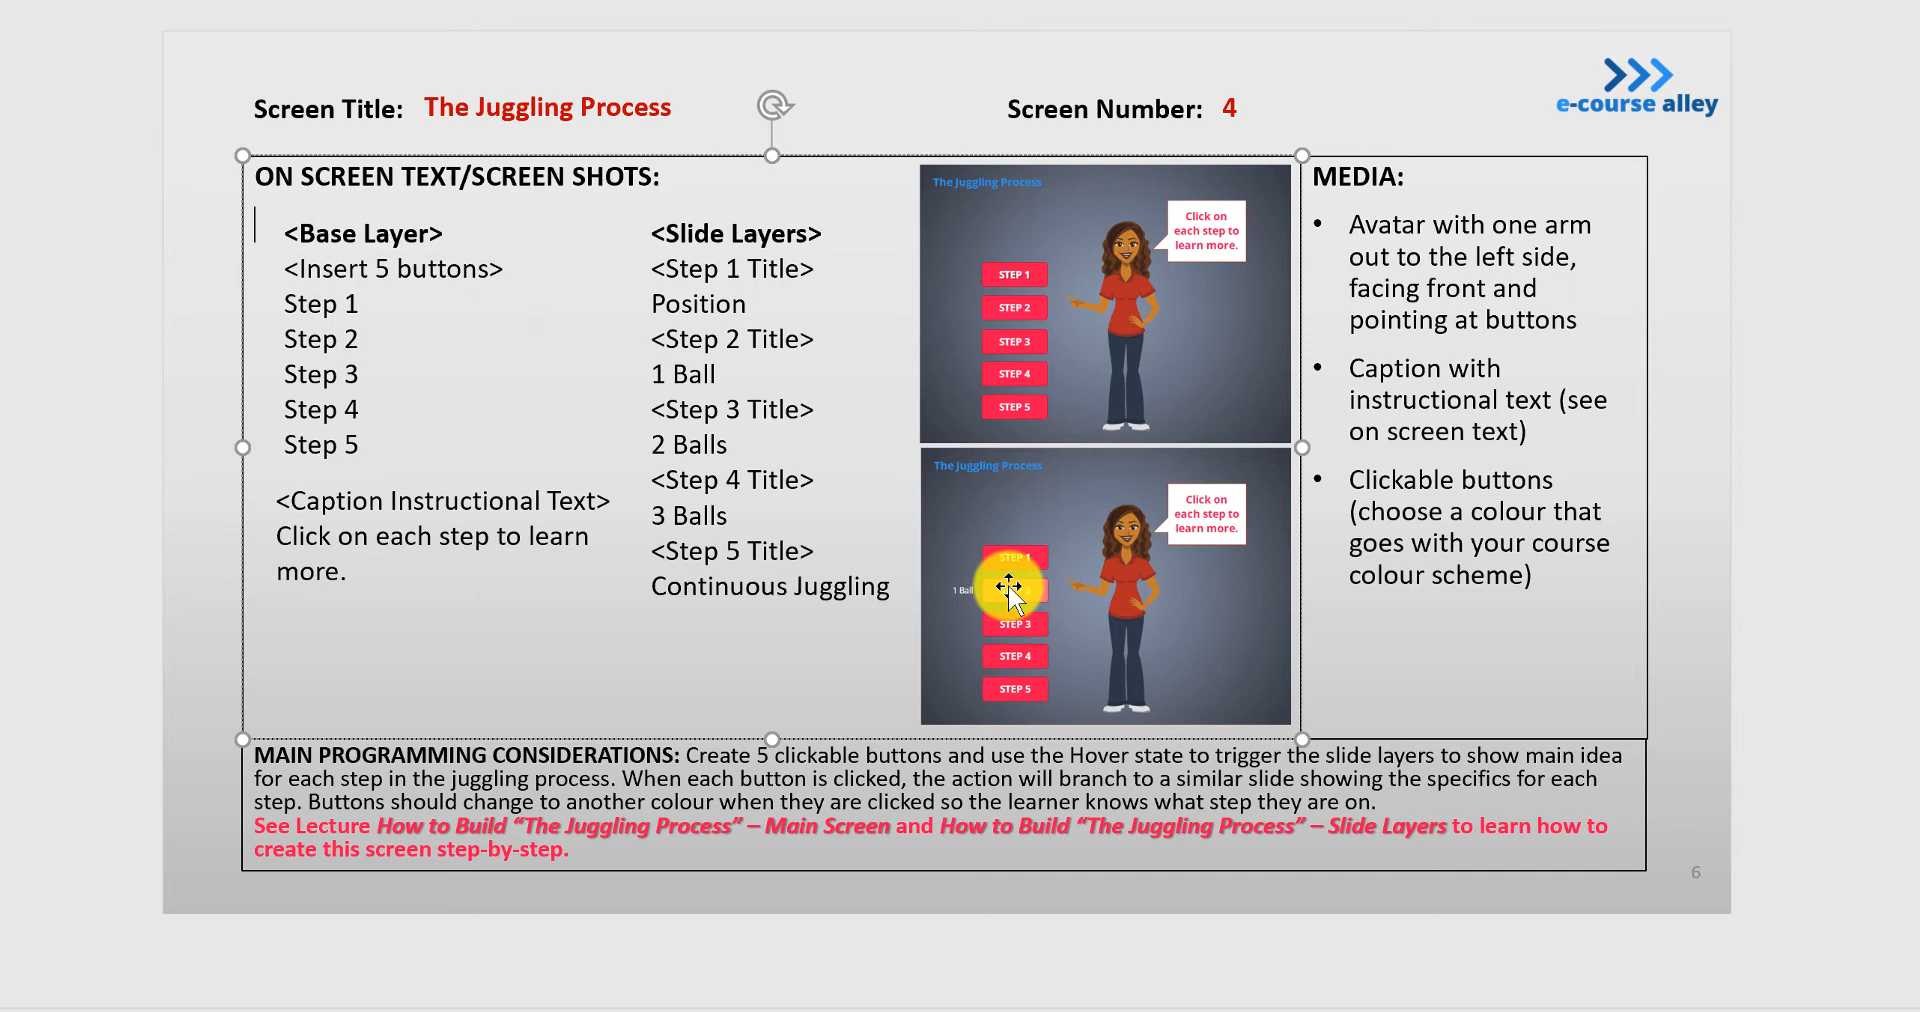 Screen Title: The Juggling Process
Screen Number: 4
e-course alley
ON SCREEN TEXT/SCREEN SHOTS:
<Base Layer>
<Insert 5 buttons>
Step 1
Step 2
Step 3
Step 4
Step 5
<Caption Instructional Text>
Click on each step to learn
more.
<Slide Layers>
<Step 1 Title>
Position
<Step 2 Title>
1 Ball
<Step 3 Title>
2 Balls
<Step 4 Title>
3 Balls
<Step 5 Title>
Continuous Juggling
The Juggling Process
Click on
each step to
learn more.
STEP 1
STEP 2
STEP 3
STEP 4
STEP 5
The Juggling Process
Click on
each step to
learn more.
STEP 1
1 Ball
2
STEP 3
STEP 4
STEP 5
MEDIA:
• Avatar with one arm
out to the left side,
facing front and
pointing at buttons
• Caption with
instructional text (see
on screen text)
• Clickable buttons
(choose a colour that
goes with your course
colour scheme)
MAIN PROGRAMMING CONSIDERATIONS: Create 5 clickable buttons and use the Hover state to trigger the slide layers to show main idea
for each step in the juggling process. When each button is clicked, the action will branch to a similar slide showing the specifics for each
step. Buttons should change to another colour when they are clicked so the learner knows what step they are on.
See Lecture How to Build “The Juggling Process” – Main Screen and How to Build “The Juggling Process” – Slide Layers to learn how to
create this screen step-by-step.
6